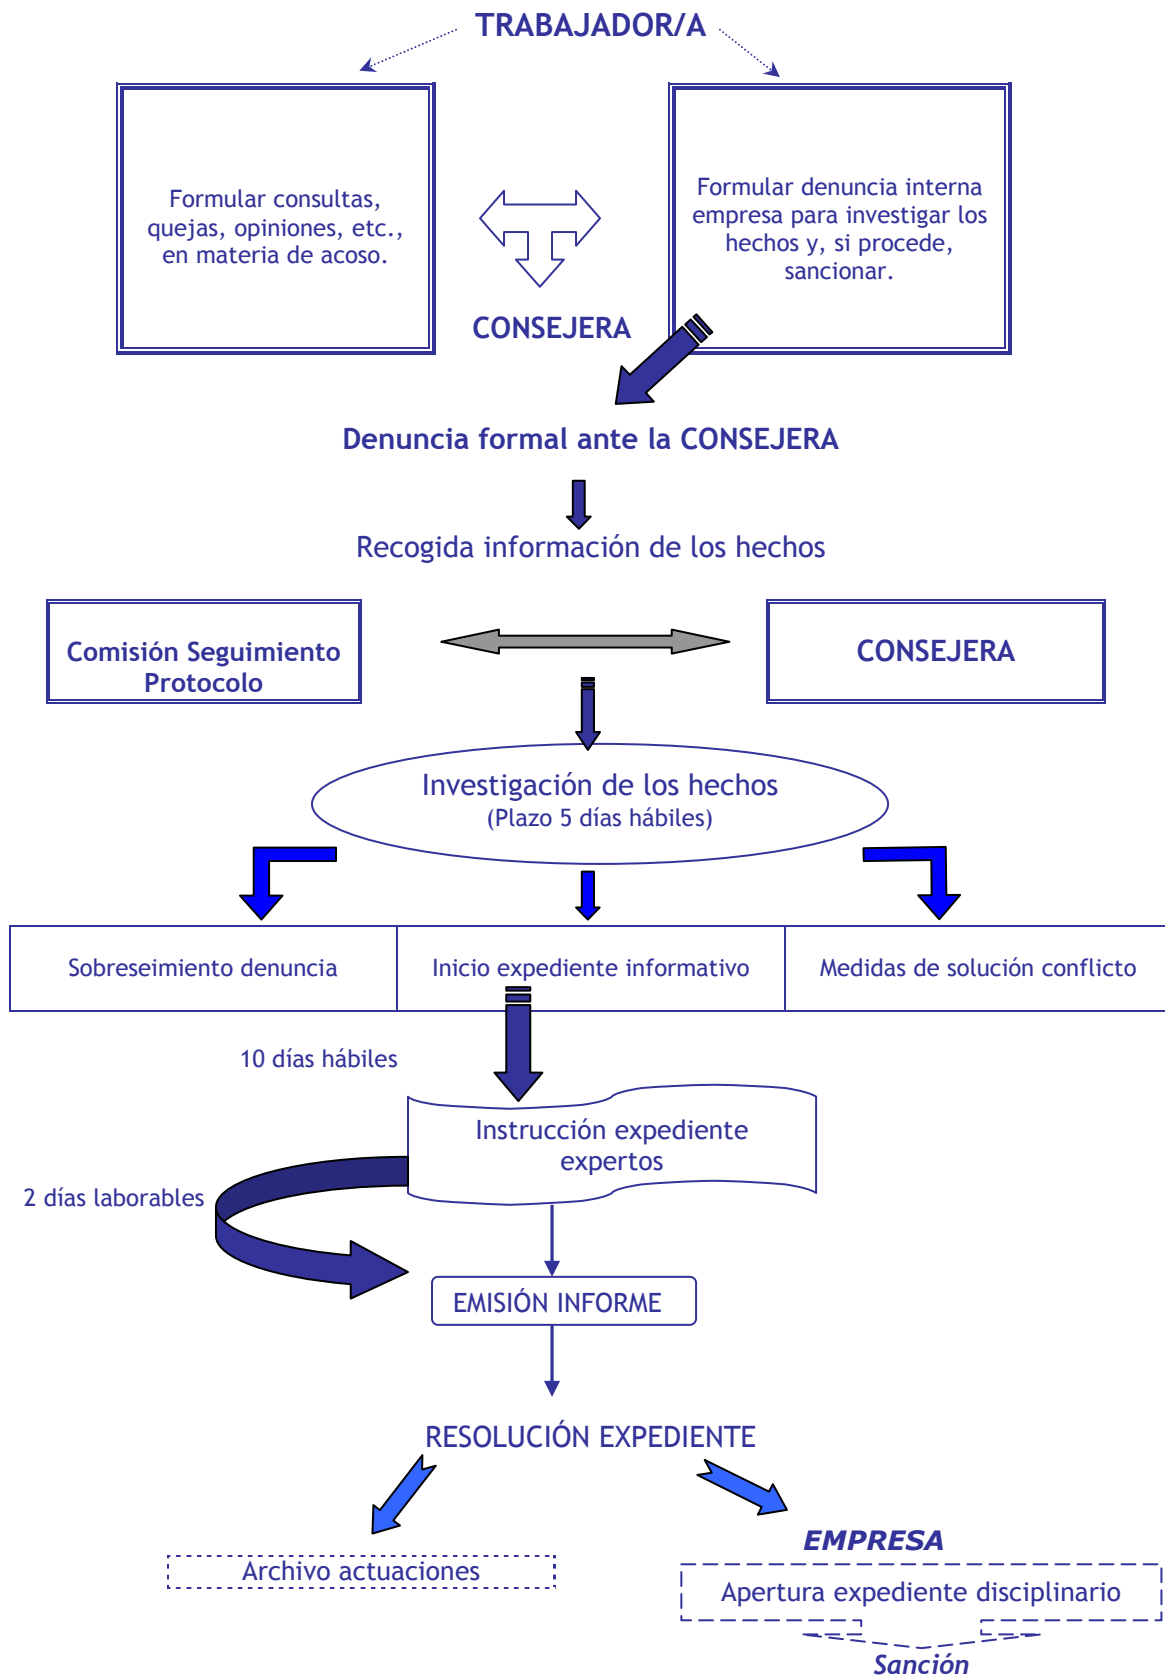 TRABAJADOR/A
Formular consultas,
quejas, opiniones, etc.,
en materia de acoso.
Formular denuncia interna
empresa para investigar los
hechos y, si procede,
sancionar.
CONSEJERA
Denuncia formal ante la CONSEJERA
Recogida información de los hechos
Comisión Seguimiento
Protocolo
CONSEJERA
Investigación de los hechos
(Plazo 5 días hábiles)
Sobreseimiento denuncia
Inicio expediente informativo
Medidas de solución conflicto
10 días hábiles
Instrucción expediente
expertos
2 días laborables
EMISIÓN INFORME
RESOLUCIÓN EXPEDIENTE
EMPRESA
Archivo actuaciones
Apertura expediente disciplinario
Sanción